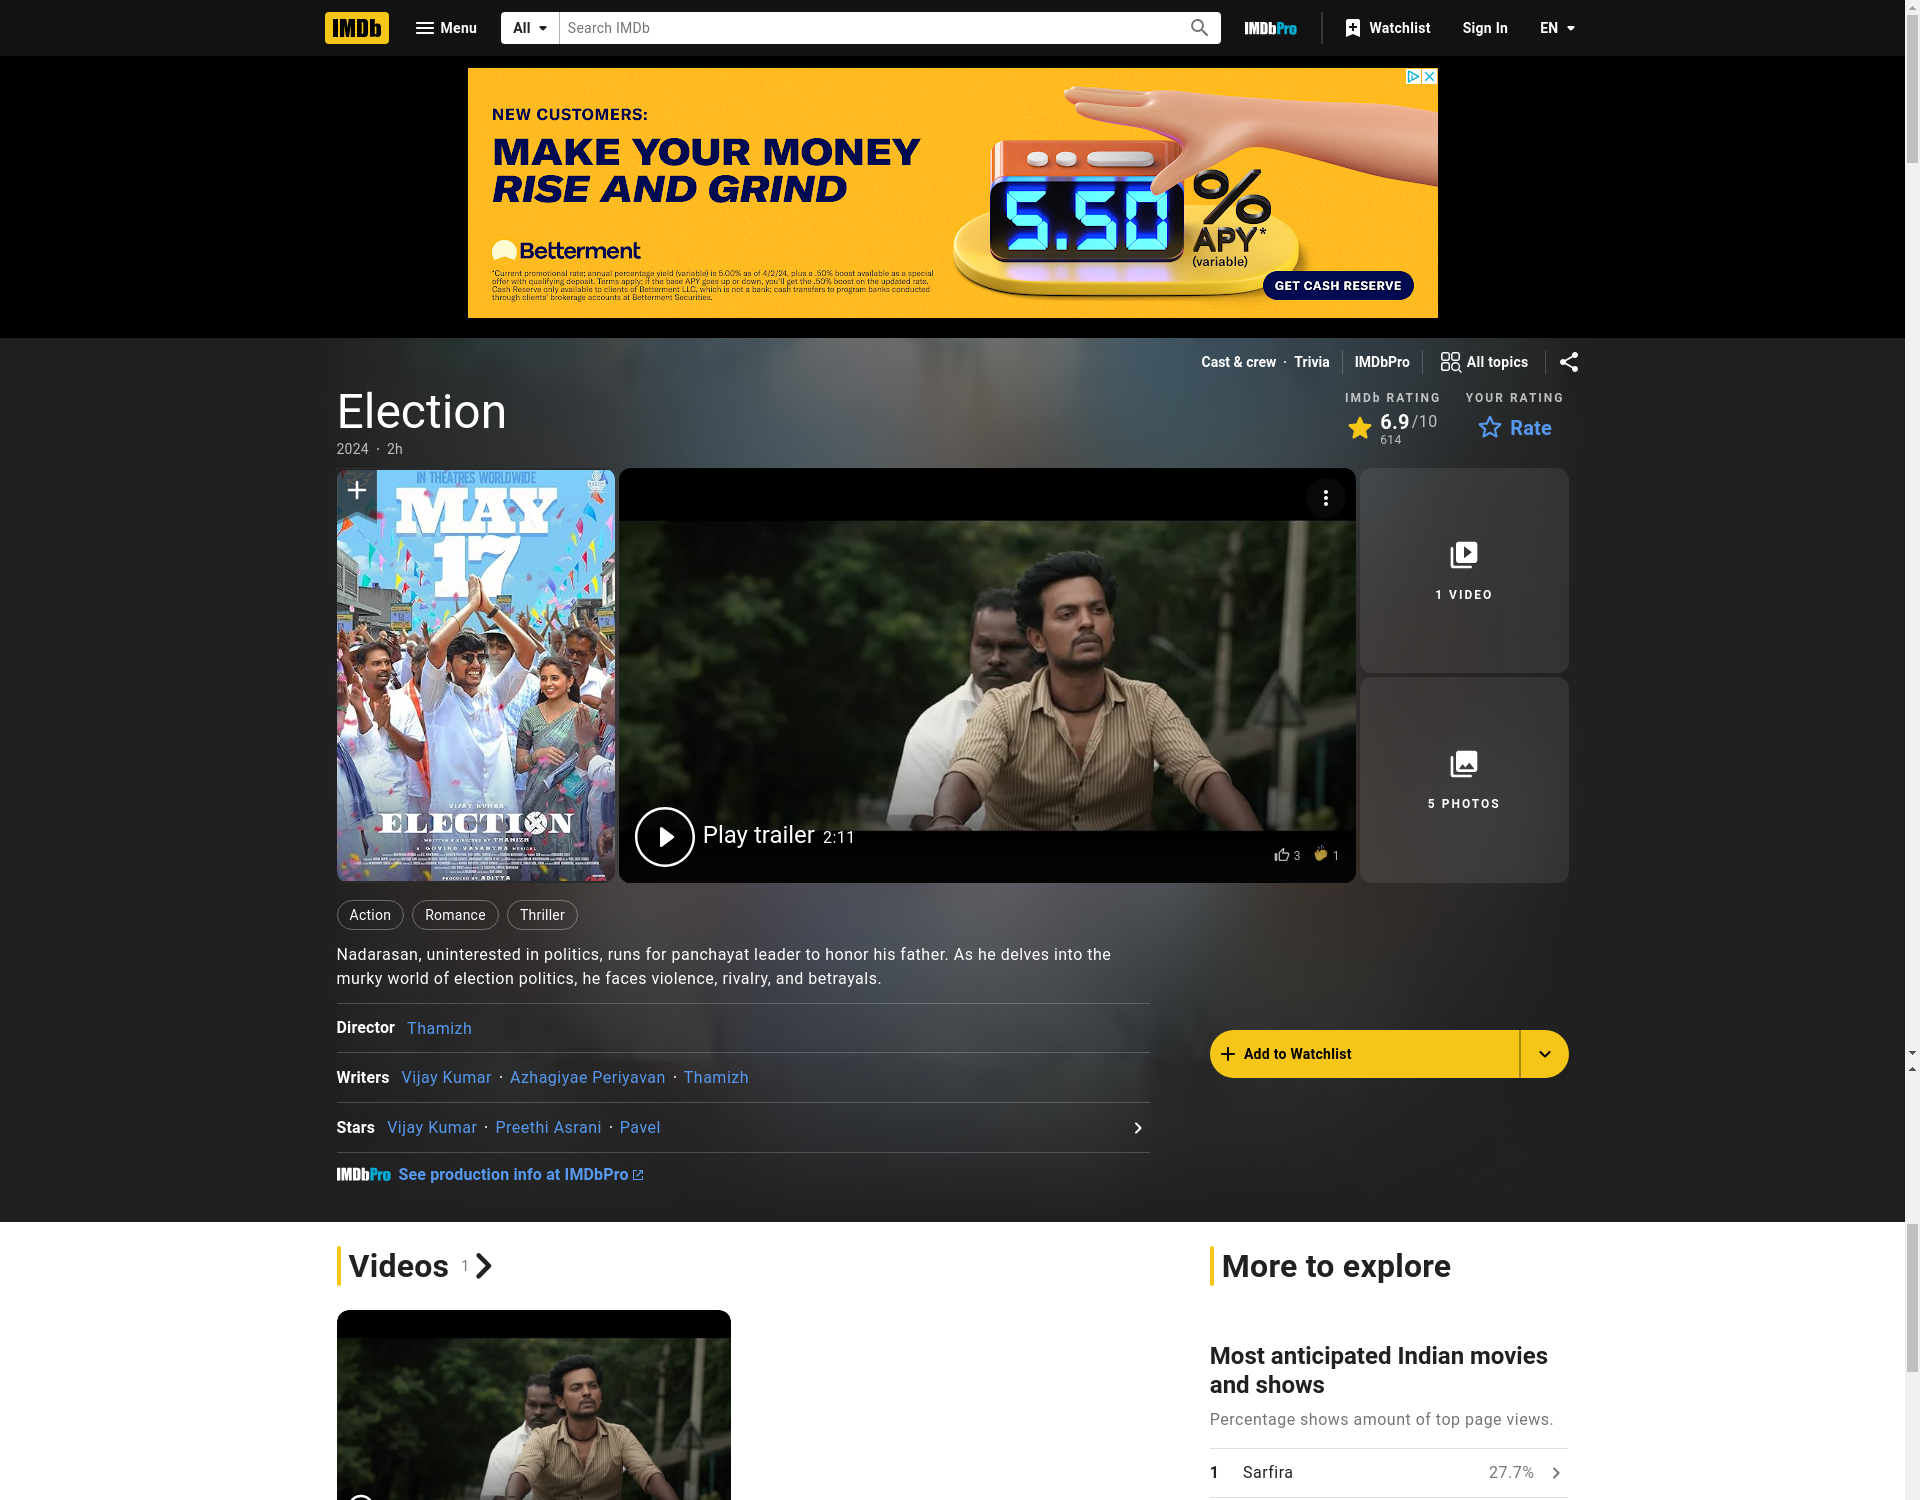 IMDb
Menu
All
Search IMDb
IMDbPro
Watchlist
Sign In
EN
NEW CUSTOMERS:
MAKE YOUR MONEY
RISE AND GRIND
Betterment
*Current promotional rate; annual percentage yield (variable) is 5.00% as of 4/2/24, plus a .50% boost available as a special
offer with qualifying deposit. Terms apply; if the base APY goes up or down, you'll get the .50% boost on the updated rate.
Cash Reserve only available to clients of Betterment LLC, which is not a bank; cash transfers to program banks conducted
through clients' brokerage accounts at Betterment Securities.
5.50
%
APY*
(variable)
GET CASH RESERVE
Cast & crew · Trivia
IMDbPro
All topics
Election
2024 · 2h
IMDb RATING
6.9/10
614
YOUR RATING
Rate
IN THEATRES WORLDWIDE
MAY
17
VIJAY KUMAR
ELECTION
WRITTEN & DIRECTED BY THAMIZH
A GOVIND VASANTHA MUSICAL
PRODUCED BY ADITYA
Play trailer 2:11
3
1
1 VIDEO
5 PHOTOS
Action
Romance
Thriller
Nadarasan, uninterested in politics, runs for panchayat leader to honor his father. As he delves into the
murky world of election politics, he faces violence, rivalry, and betrayals.
Director Thamizh
Writers Vijay Kumar · Azhagiyae Periyavan · Thamizh
Stars Vijay Kumar · Preethi Asrani · Pavel
IMDbPro See production info at IMDbPro
Add to Watchlist
Videos 1
More to explore
Most anticipated Indian movies
and shows
Percentage shows amount of top page views.
1 Sarfira 27.7%